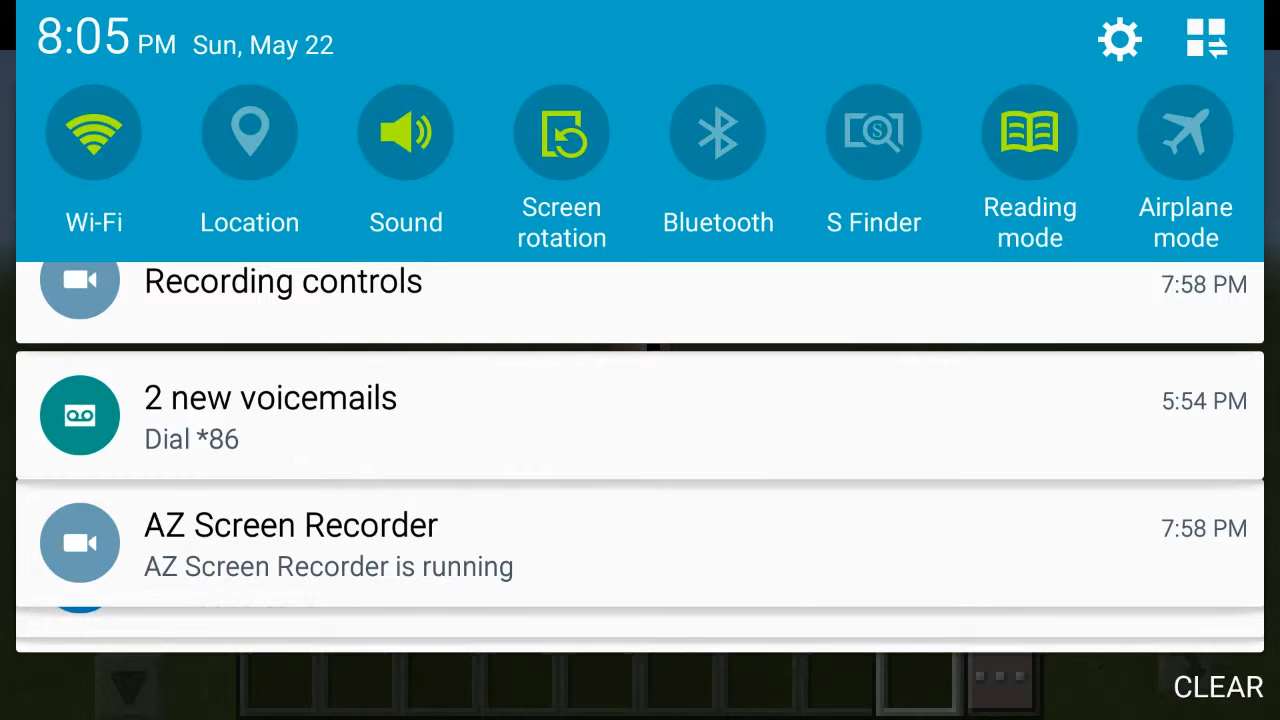 8:05 PM Sun, May 22
Wi-Fi
Location
Sound
Screen
rotation
Bluetooth
S Finder
Reading
mode
Airplane
mode
Recording controls 7:58 PM
2 new voicemails 5:54 PM
Dial *86
AZ Screen Recorder 7:58 PM
AZ Screen Recorder is running
CLEAR